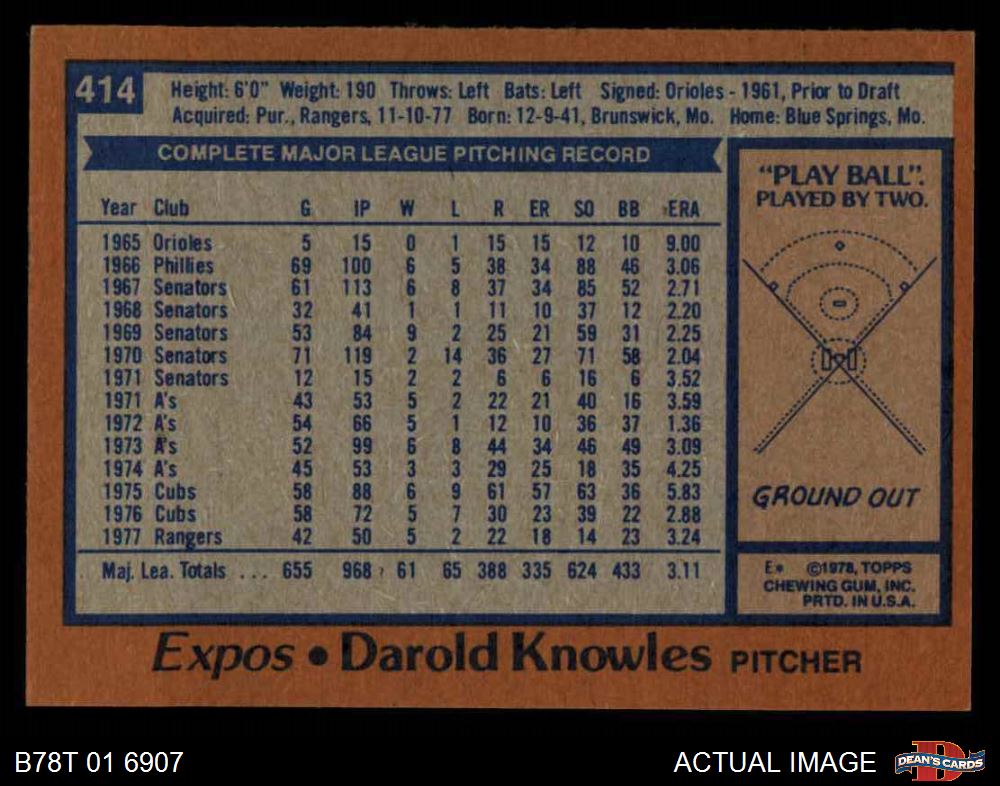 414
Height: 6'0" Weight: 190 Throws: Left Bats: Left Signed: Orioles - 1961, Prior to Draft
Acquired: Pur., Rangers, 11-10-77 Born: 12-9-41, Brunswick, Mo. Home: Blue Springs, Mo.
COMPLETE MAJOR LEAGUE PITCHING RECORD
Year Club G IP W L R ER SO BB ERA
1965 Orioles 5 15 0 1 15 15 12 10 9.00
1966 Phillies 69 100 6 5 38 34 88 46 3.06
1967 Senators 61 113 6 8 37 34 85 52 2.71
1968 Senators 32 41 1 1 11 10 37 12 2.20
1969 Senators 53 84 9 2 25 21 59 31 2.25
1970 Senators 71 119 2 14 36 27 71 58 2.04
1971 Senators 12 15 2 2 6 6 16 6 3.52
1971 A's 43 53 5 2 22 21 40 16 3.59
1972 A's 54 66 5 1 12 10 36 37 1.36
1973 A's 52 99 6 8 44 34 46 49 3.09
1974 A's 45 53 3 3 29 25 18 35 4.25
1975 Cubs 58 88 6 9 61 57 63 36 5.83
1976 Cubs 58 72 5 7 30 23 39 22 2.88
1977 Rangers 42 50 5 2 22 18 14 23 3.24
Maj. Lea. Totals ... 655 968 61 65 388 335 624 433 3.11
"PLAY BALL".
PLAYED BY TWO.
GROUND OUT
E* ©1978, TOPPS
CHEWING GUM, INC.
PRTD. IN U.S.A.
Expos • Darold Knowles PITCHER
B78T 01 6907
ACTUAL IMAGE
D
DEAN'S CARDS